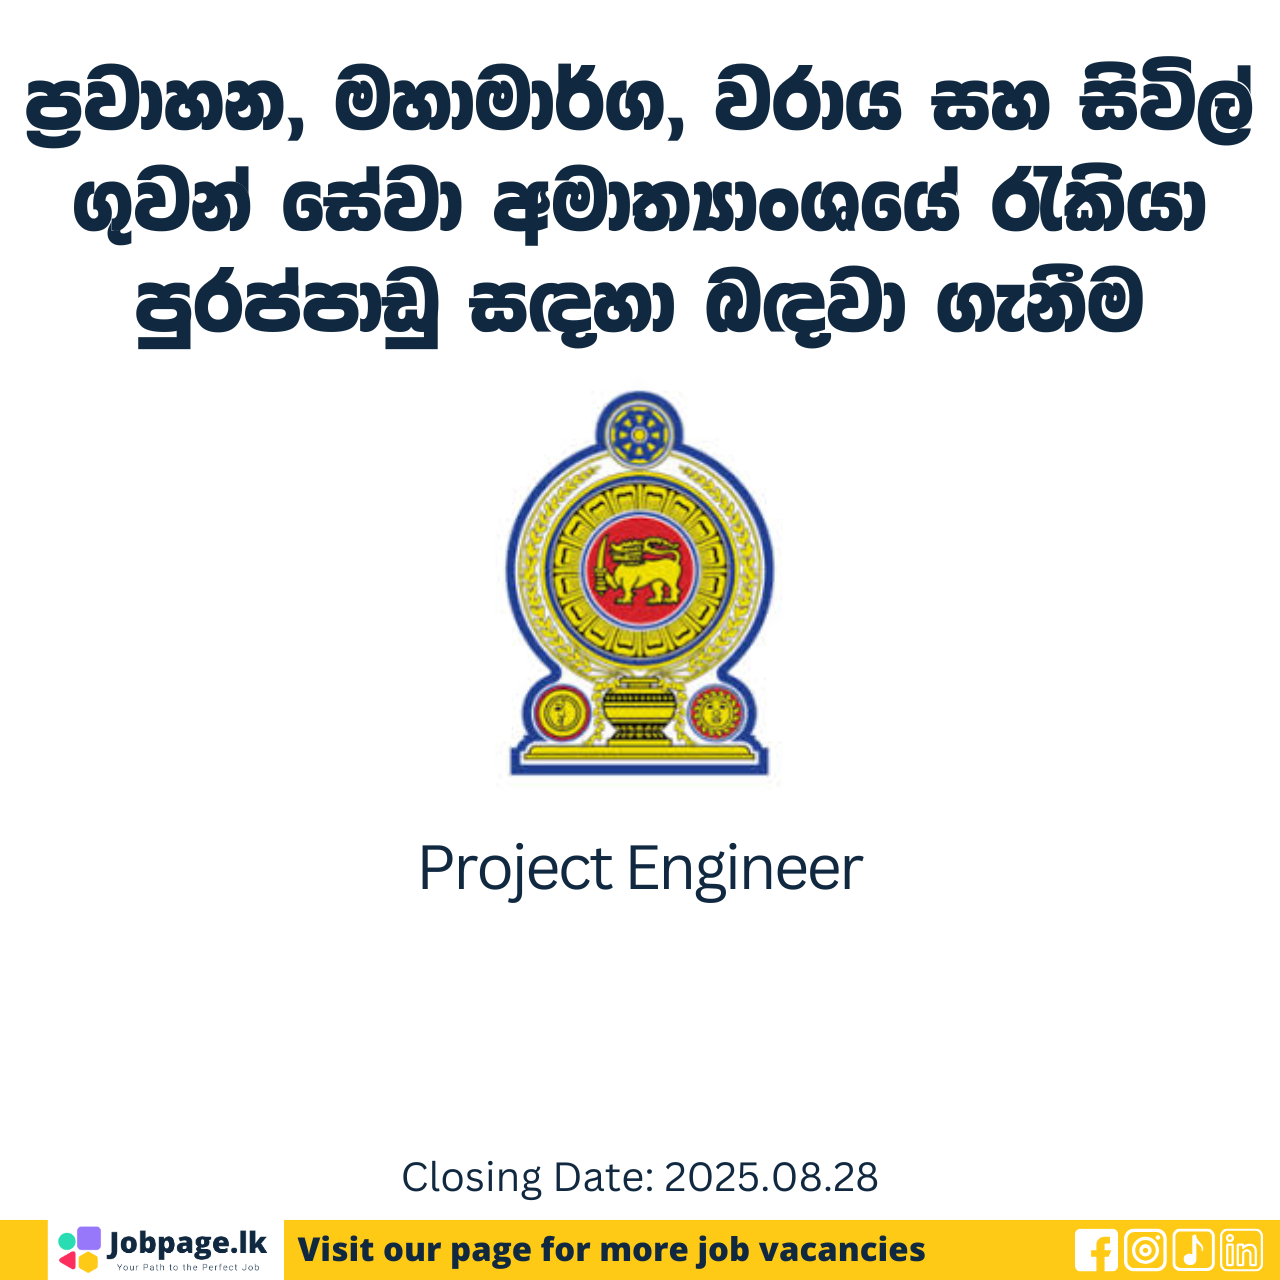 ප්‍රවාහන, මහාමාර්ග, වරාය සහ සිවිල්
ගුවන් සේවා අමාත්‍යාංශයේ රැකියා
පුරප්පාඩු සඳහා බඳවා ගැනීම
Project Engineer
Closing Date: 2025.08.28
Jobpage.lk
Your Path to the Perfect Job
Visit our page for more job vacancies